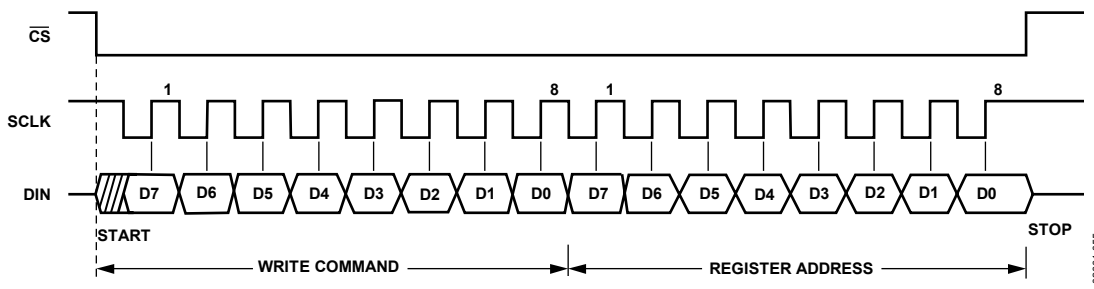 CS
1 8 1 8
SCLK
DIN D7 D6 D5 D4 D3 D2 D1 D0 D7 D6 D5 D4 D3 D2 D1 D0
START STOP
WRITE COMMAND REGISTER ADDRESS